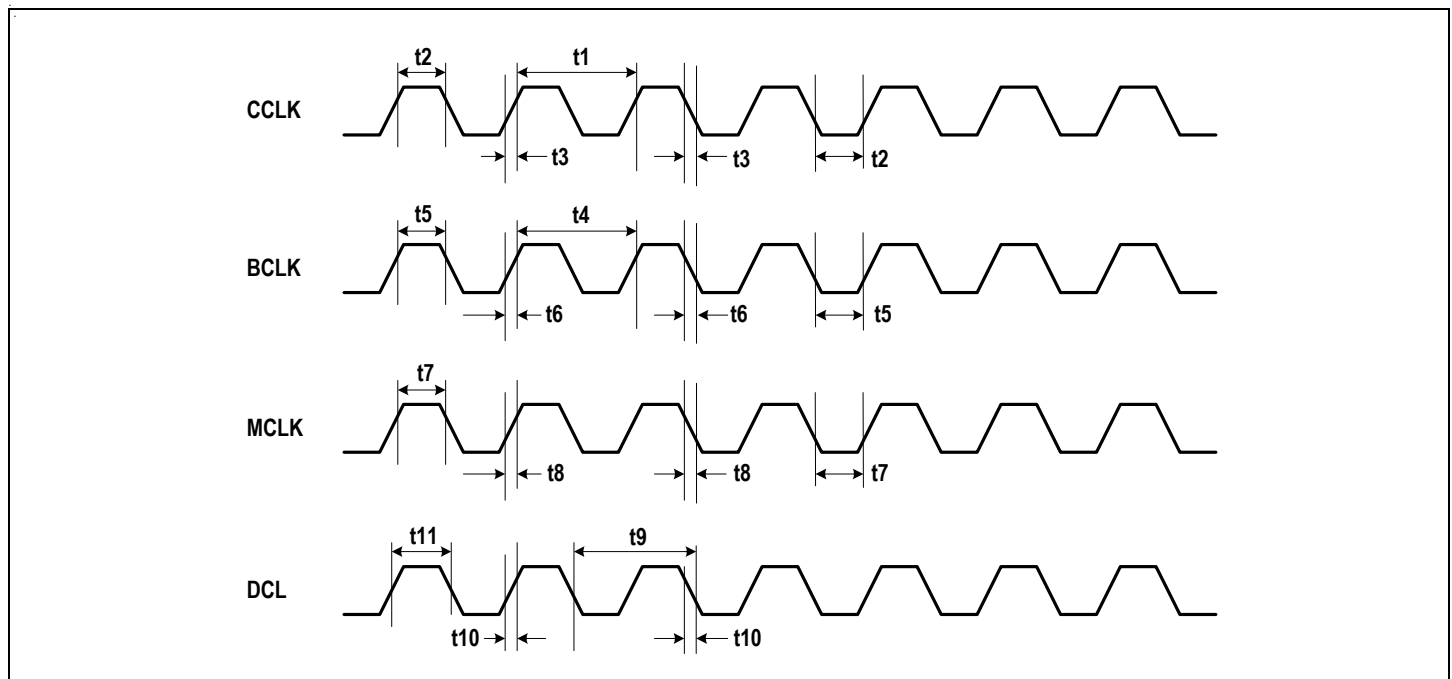 t2 t1
CCLK
t3 t3 t2
t5 t4
BCLK
t6 t6 t5
t7
MCLK
t8 t8 t7
t11 t9
DCL
t10 t10